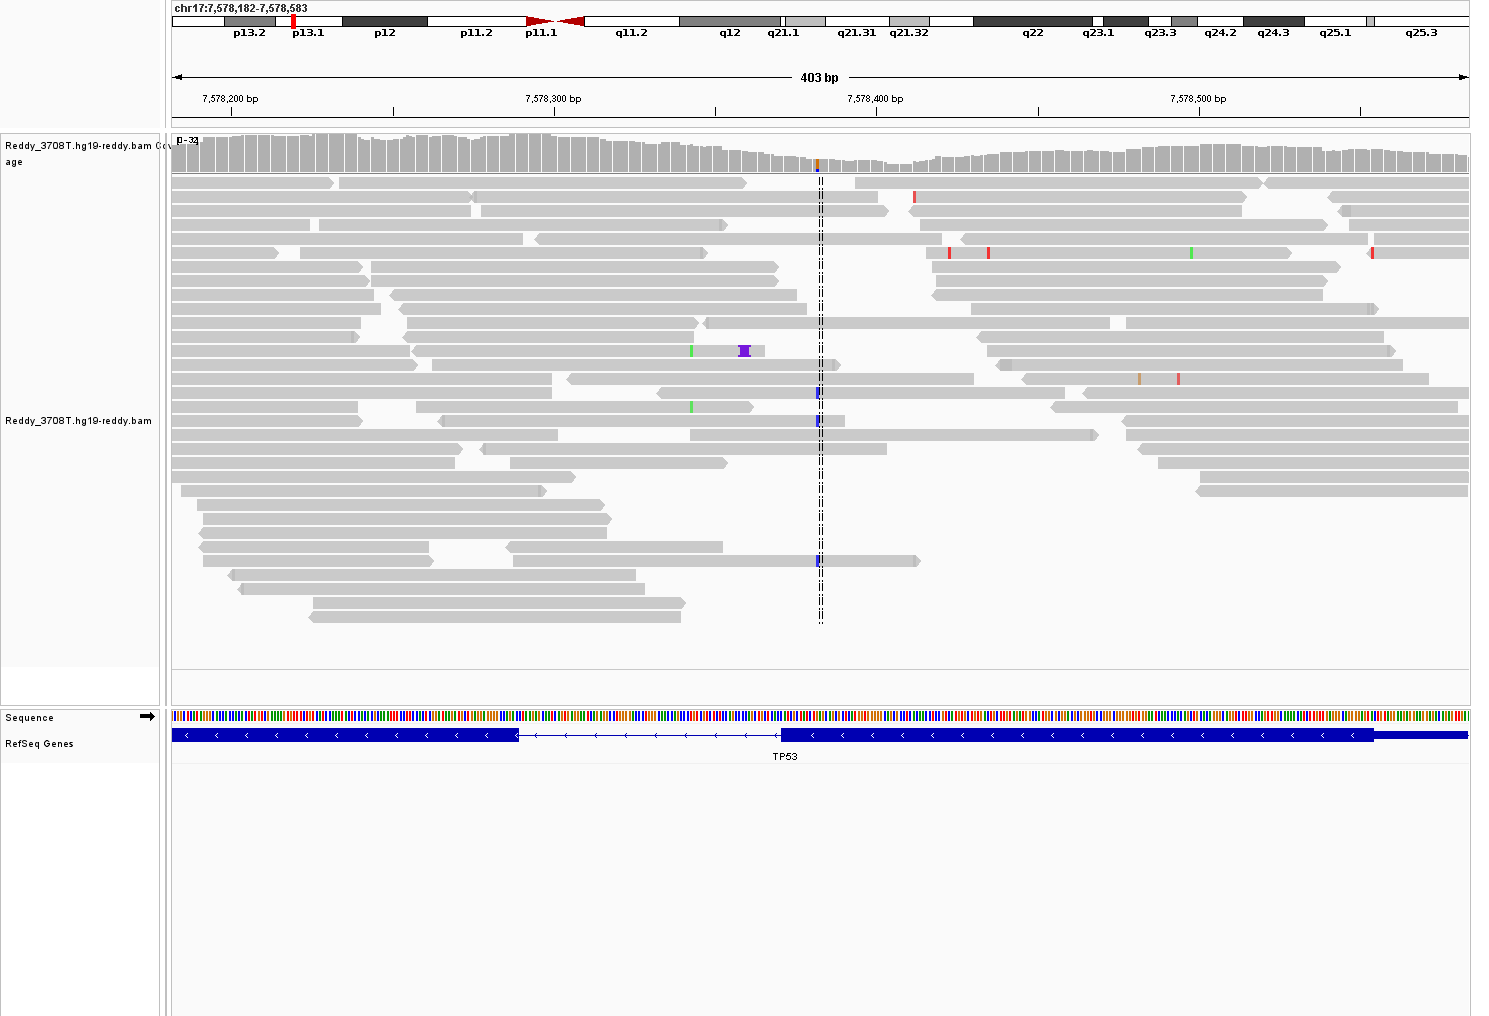 chr17:7,578,182-7,578,583
p13.2 p13.1 p12 p11.2 p11.1 q11.2 q12 q21.1 q21.31 q21.32 q22 q23.1 q23.3 q24.2 q24.3 q25.1 q25.3
403 bp
7,578,200 bp 7,578,300 bp 7,578,400 bp 7,578,500 bp
Reddy_3708T.hg19-reddy.bam
age
Reddy_3708T.hg19-reddy.bam
Sequence
RefSeq Genes
TP53